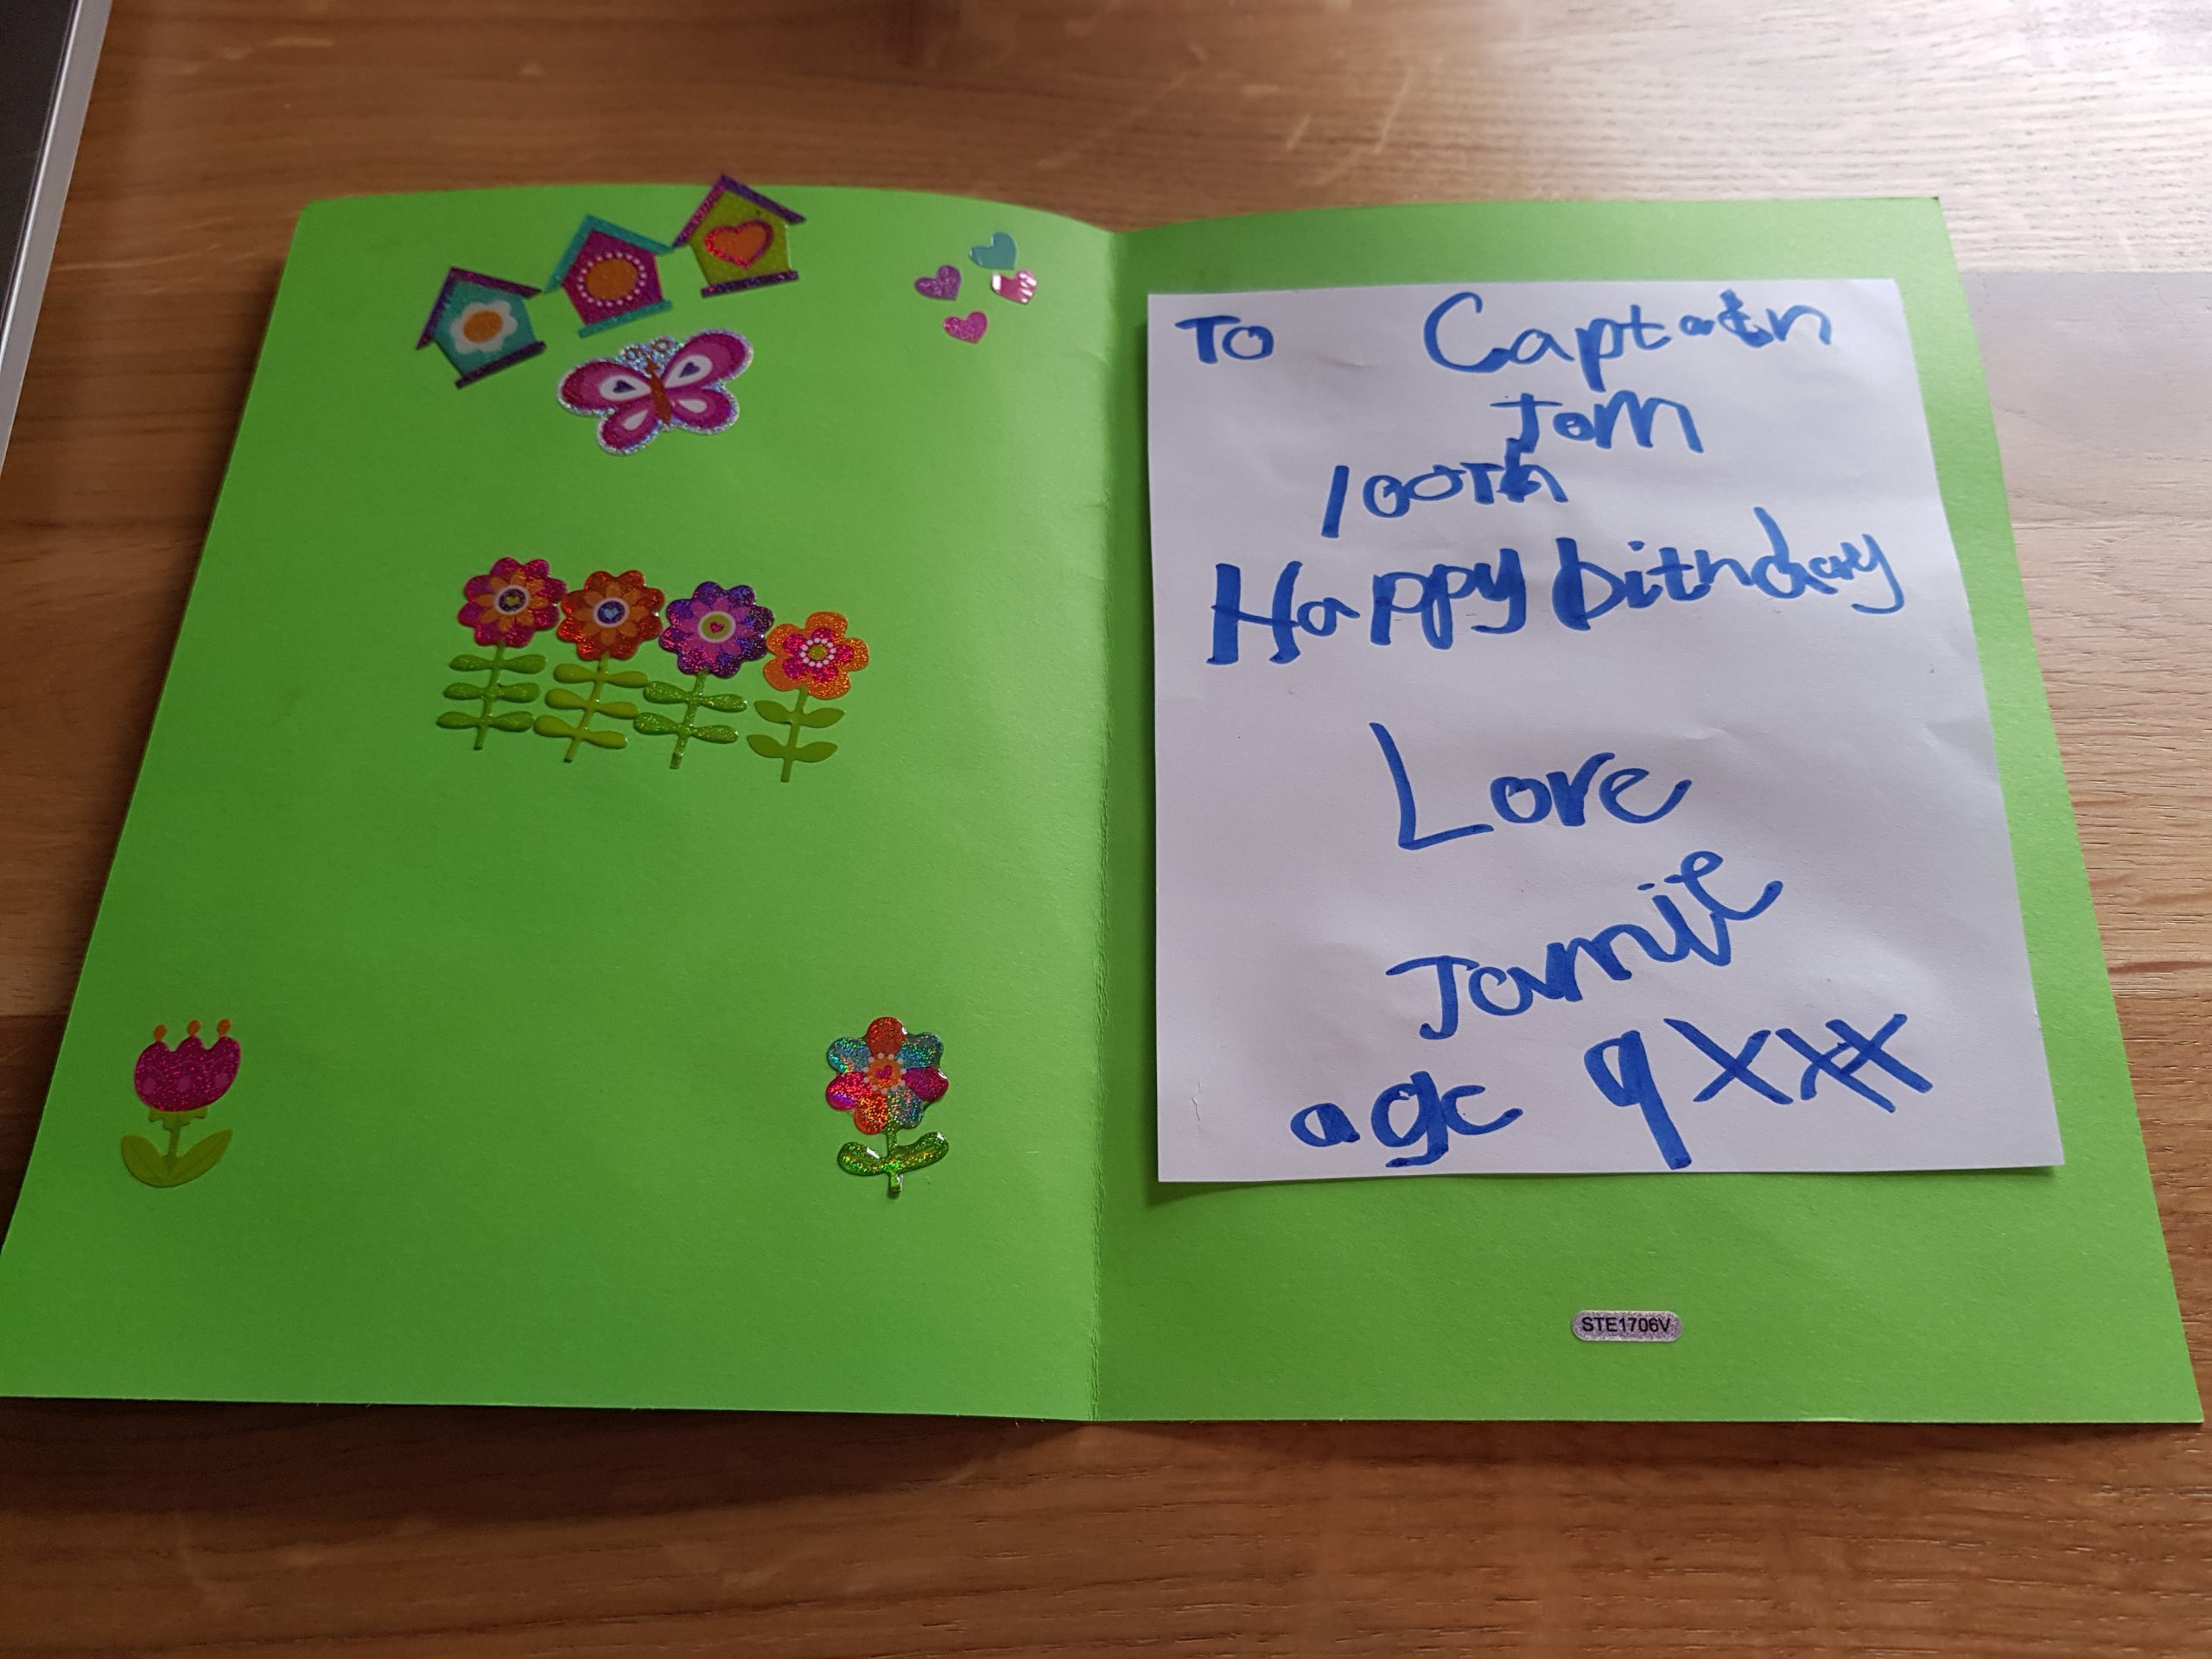 To Captain
Tom
100Th
Happy bithday
Love
Jamie
age 9 xxx
STE1706V